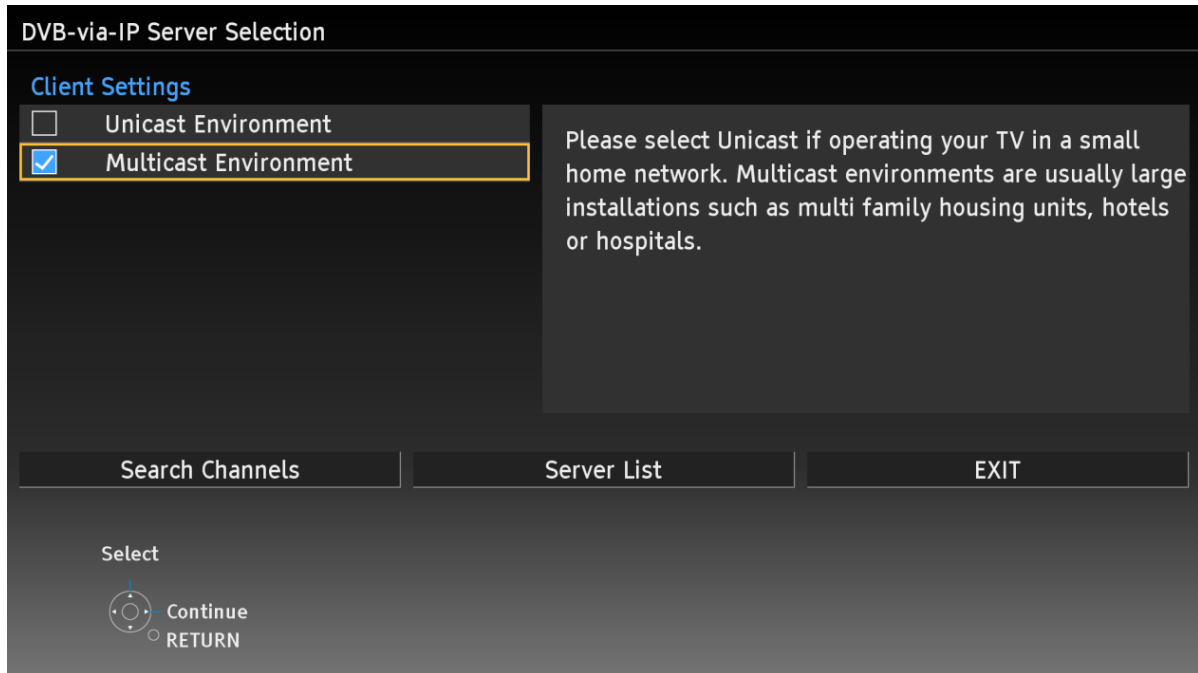 DVB-via-IP Server Selection
Client Settings
Unicast Environment
Multicast Environment
Please select Unicast if operating your TV in a small
home network. Multicast environments are usually large
installations such as multi family housing units, hotels
or hospitals.
Search Channels
Server List
EXIT
Select
Continue
RETURN